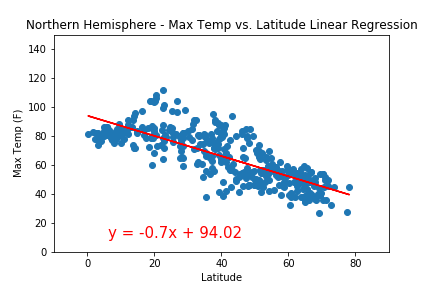 Northern Hemisphere - Max Temp vs. Latitude Linear Regression
140
120
100
80
60
40
20
0
Max Temp (F)
y = -0.7x + 94.02
0 20 40 60 80
Latitude